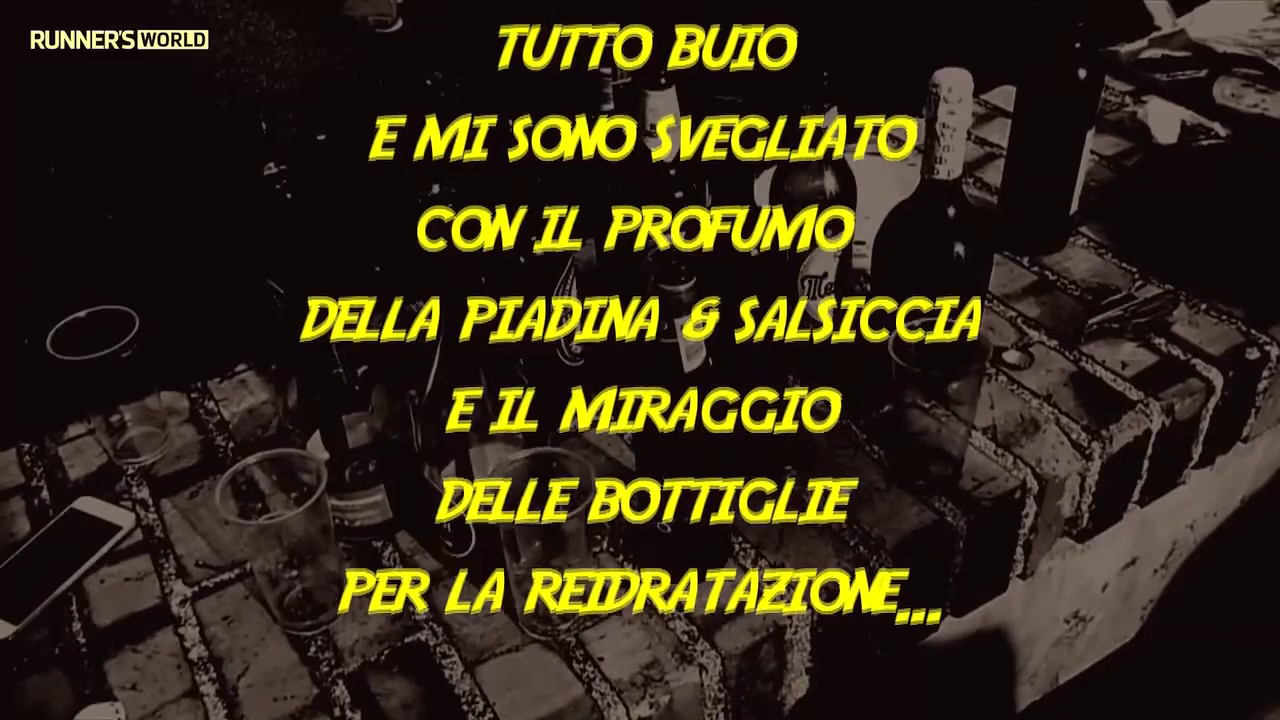 RUNNER'S WORLD
TUTTO BUIO
E MI SONO SVEGLIATO
CON IL PROFUMO
DELLA PIADINA & SALSICCIA
E IL MIRAGGIO
DELLE BOTTIGLIE
PER LA REIDRATAZIONE...